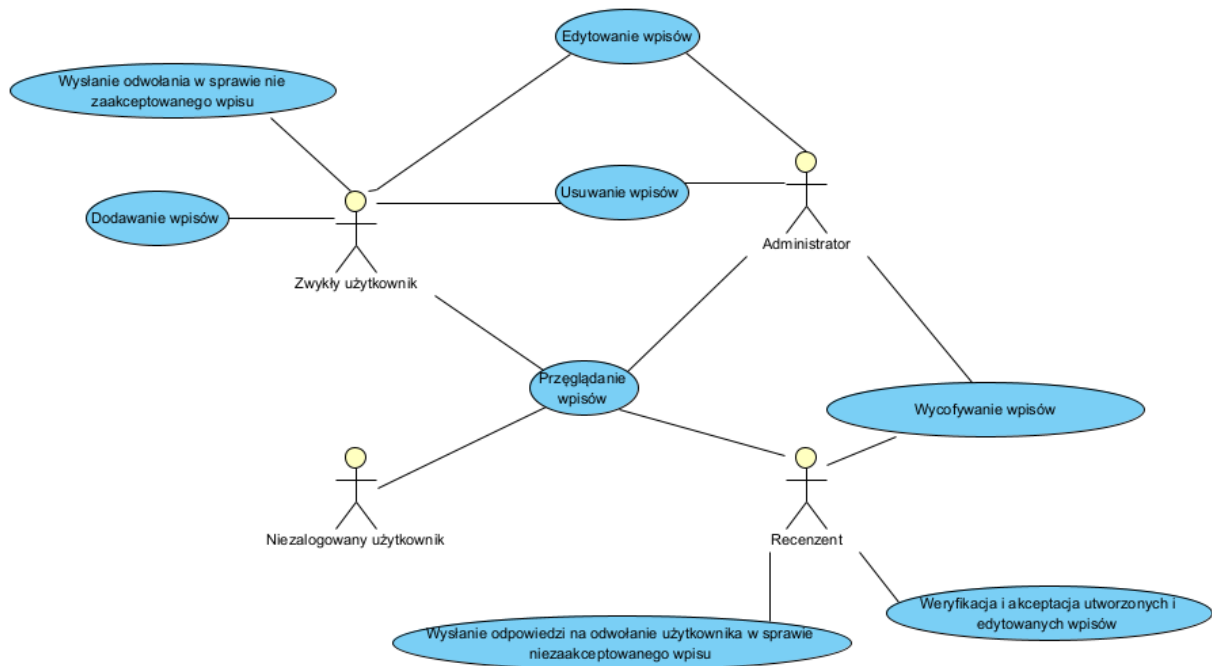 Edytowanie wpisów
Wysłanie odwołania w sprawie nie
zaakceptowanego wpisu
Usuwanie wpisów
Dodawanie wpisów
Administrator
Zwykły użytkownik
Przęglądanie
wpisów
Wycofywanie wpisów
Niezalogowany użytkownik
Recenzent
Weryfikacja i akceptacja utworzonych i
edytowanych wpisów
Wysłanie odpowiedzi na odwołanie użytkownika w sprawie
niezaakceptowanego wpisu